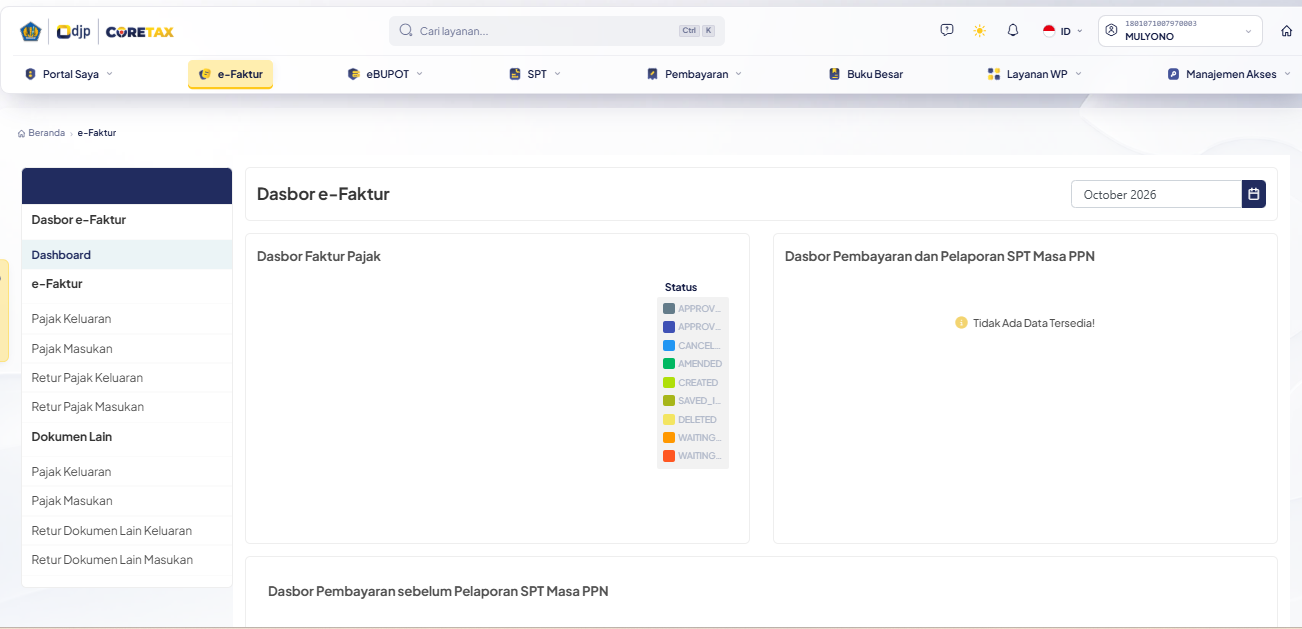 djp CORETAX
Cari layanan...
Ctrl K
ID
1801071007970003
MULYONO
Portal Saya
e-Faktur
eBUPOT
SPT
Pembayaran
Buku Besar
Layanan WP
Manajemen Akses
Beranda › e-Faktur
Dasbor e-Faktur
Dashboard
e-Faktur
Pajak Keluaran
Pajak Masukan
Retur Pajak Keluaran
Retur Pajak Masukan
Dokumen Lain
Pajak Keluaran
Pajak Masukan
Retur Dokumen Lain Keluaran
Retur Dokumen Lain Masukan
Dasbor e-Faktur
October 2026
Dasbor Faktur Pajak
Status
APPROV...
APPROV...
CANCEL...
AMENDED
CREATED
SAVED_I...
DELETED
WAITING...
WAITING...
Dasbor Pembayaran dan Pelaporan SPT Masa PPN
Tidak Ada Data Tersedia!
Dasbor Pembayaran sebelum Pelaporan SPT Masa PPN